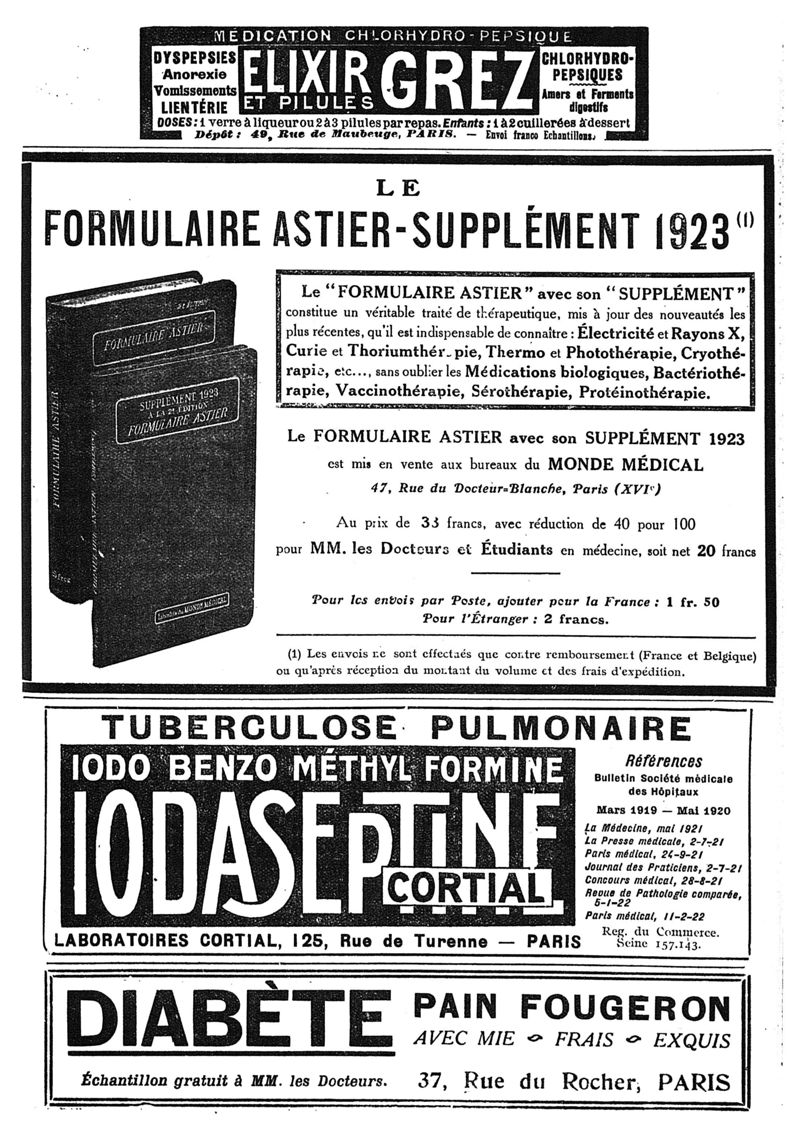 MÉDICATION CHLORHYDRO-PEPSIQUE
DYSPEPSIES
Anorexie
Vomissements
LIENTÉRIE
ELIXIR GREZ
ET PILULES
CHLORHYDRO-
PEPSIQUES
Amers et Ferments
digestifs
DOSES: 1 verre à liqueur ou 2 à 3 pilules par repas. Enfants: 1 à 2 cuillerées à dessert
Dépôt: 49, Rue de Maubeuge, PARIS. — Envoi franco Echantillons.
LE
FORMULAIRE ASTIER-SUPPLÉMENT 1923 (1)
FORMULAIRE ASTIER
FORMULAIRE ASTIER
SUPPLÉMENT 1923
A LA 2e ÉDITION
FORMULAIRE ASTIER
FORMULAIRE ASTIER
MONDE MÉDICAL
Le "FORMULAIRE ASTIER" avec son "SUPPLÉMENT"
constitue un véritable traité de thérapeutique, mis à jour des nouveautés les
plus récentes, qu'il est indispensable de connaître : Électricité et Rayons X,
Curie et Thoriumthér_pie, Thermo et Photothérapie, Cryothé-
rapie, etc..., sans oublier les Médications biologiques, Bactériothé-
rapie, Vaccinothérapie, Sérothérapie, Protéinothérapie.
Le FORMULAIRE ASTIER avec son SUPPLÉMENT 1923
est mis en vente aux bureaux du MONDE MÉDICAL
47, Rue du Docteur-Blanche, Paris (XVIe)
Au prix de 33 francs, avec réduction de 40 pour 100
pour MM. les Docteurs et Étudiants en médecine, soit net 20 francs
Pour les envois par Poste, ajouter pour la France : 1 fr. 50
Pour l'Étranger : 2 francs.
(1) Les envois ne sont effectués que contre remboursement (France et Belgique)
ou qu'après réception du montant du volume et des frais d'expédition.
TUBERCULOSE PULMONAIRE
IODO BENZO MÉTHYL FORMINE
IODASEPTINE
CORTIAL
Références
Bulletin Société médicale
des Hôpitaux
Mars 1919 — Mai 1920
La Médecine, mai 1921
La Presse médicale, 2-7-21
Paris médical, 24-9-21
Journal des Praticiens, 2-7-21
Concours médical, 28-8-21
Revue de Pathologie comparée,
5-1-22
Paris médical, 11-2-22
Reg. du Commerce.
Seine 157.143.
LABORATOIRES CORTIAL, 125, Rue de Turenne — PARIS
DIABÈTE
PAIN FOUGERON
AVEC MIE FRAIS EXQUIS
Échantillon gratuit à MM. les Docteurs.
37, Rue du Rocher, PARIS